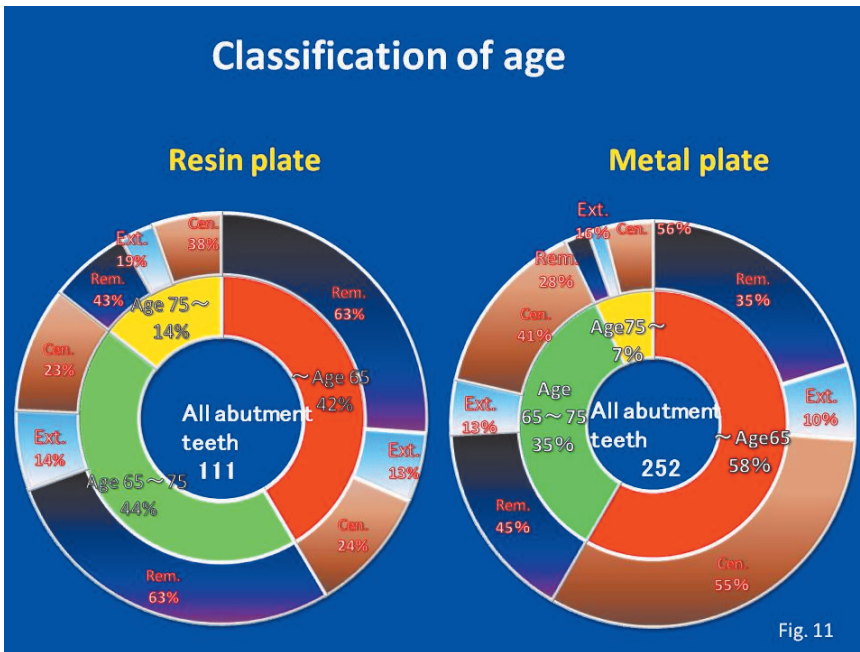 Classification of age
Resin plate
Cen.
38%
Ext.
19%
Rem.
43%
Age 75～
14%
Rem.
63%
～Age 65
42%
Cen.
23%
All abutment
teeth
111
Ext.
14%
Ext.
13%
Age 65～75
44%
Cen.
24%
Rem.
63%
Metal plate
Ext.
16%
Cen.
56%
Rem.
28%
Rem.
35%
Cen.
41%
Age75～
7%
Age
65～75
35%
All abutment
teeth
252
Ext.
13%
Ext.
10%
～Age65
58%
Rem.
45%
Cen.
55%
Fig. 11